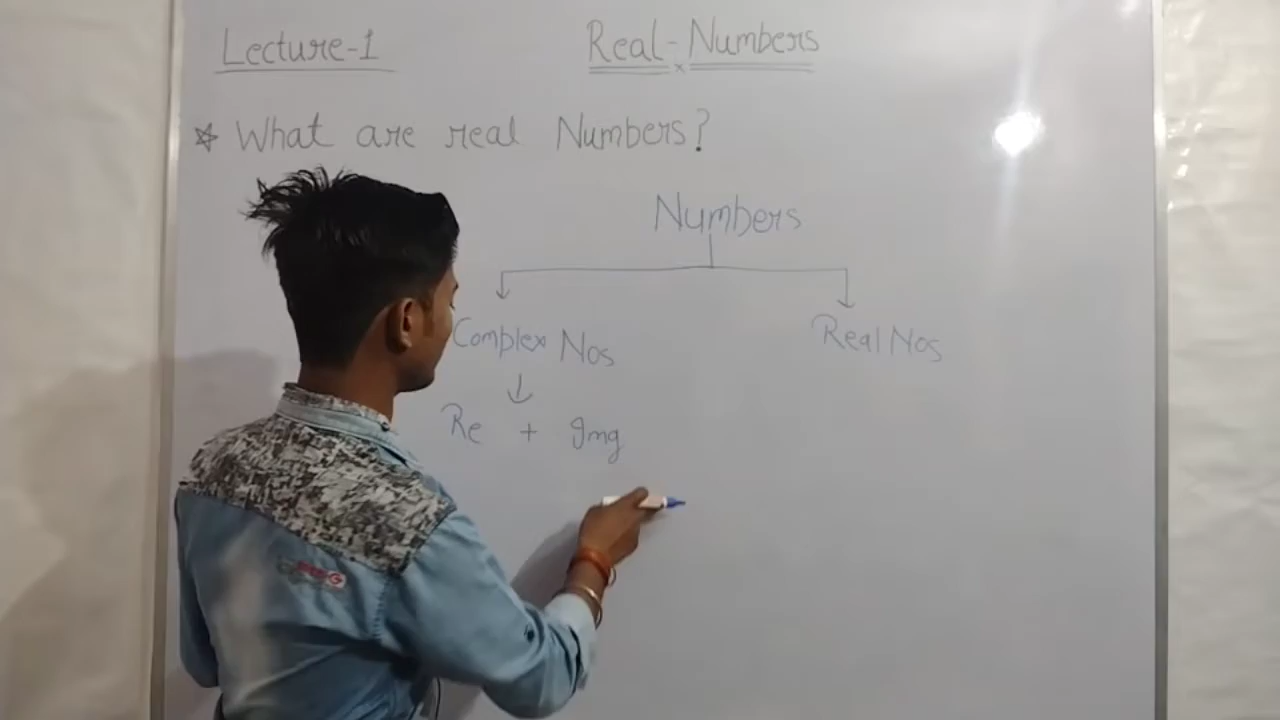 Lecture-1
Real-Numbers
What are real Numbers?
Numbers
Complex Nos
Real Nos
Re + Img